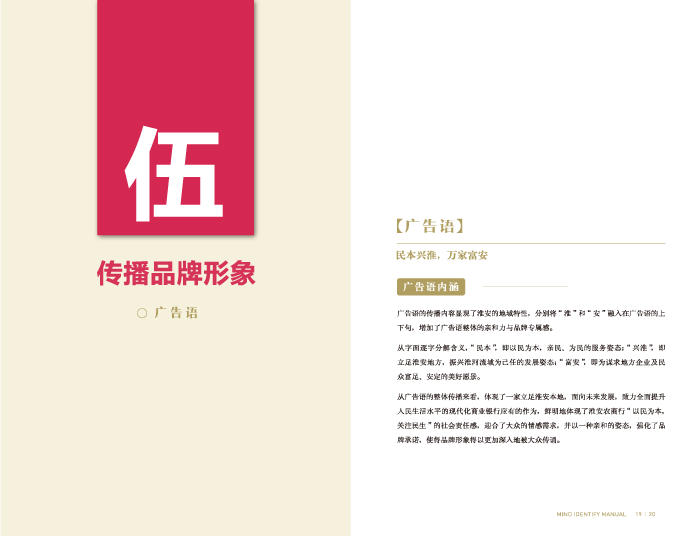 伍
传播品牌形象
○ 广告语
【广告语】
民本兴淮，万家富安
广告语内涵
广告语的传播内容显现了淮安的地域特性，分别将“淮”和“安”融入在广告语的上
下句，增加了广告语整体的亲和力与品牌专属感。
从字面逐字分解含义，“民本”，即以民为本，亲民、为民的服务姿态；“兴淮”，即
立足淮安地方，振兴淮河流域为己任的发展姿态；“富安”，即为谋求地方企业及民
众富足、安定的美好愿景。
从广告语的整体传播来看，体现了一家立足淮安本地，面向未来发展，致力全面提升
人民生活水平的现代化商业银行应有的作为，鲜明地体现了淮安农商行“以民为本，
关注民生”的社会责任感，迎合了大众的情感需求，并以一种亲和的姿态，强化了品
牌承诺，使得品牌形象得以更加深入地被大众传诵。
MIND IDENTIFY MANUAL 19 | 20